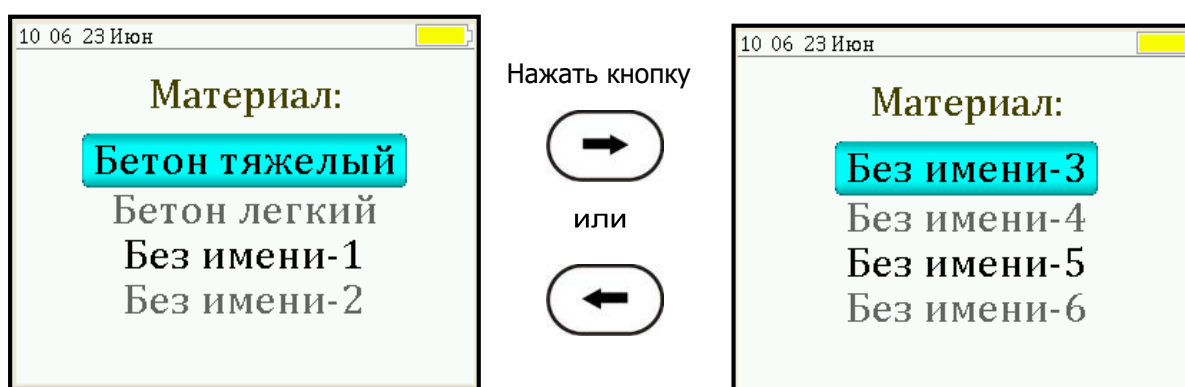 10 06 23 Июн
Материал:
Бетон тяжелый
Бетон легкий
Без имени-1
Без имени-2
Нажать кнопку
или
10 06 23 Июн
Материал:
Без имени-3
Без имени-4
Без имени-5
Без имени-6